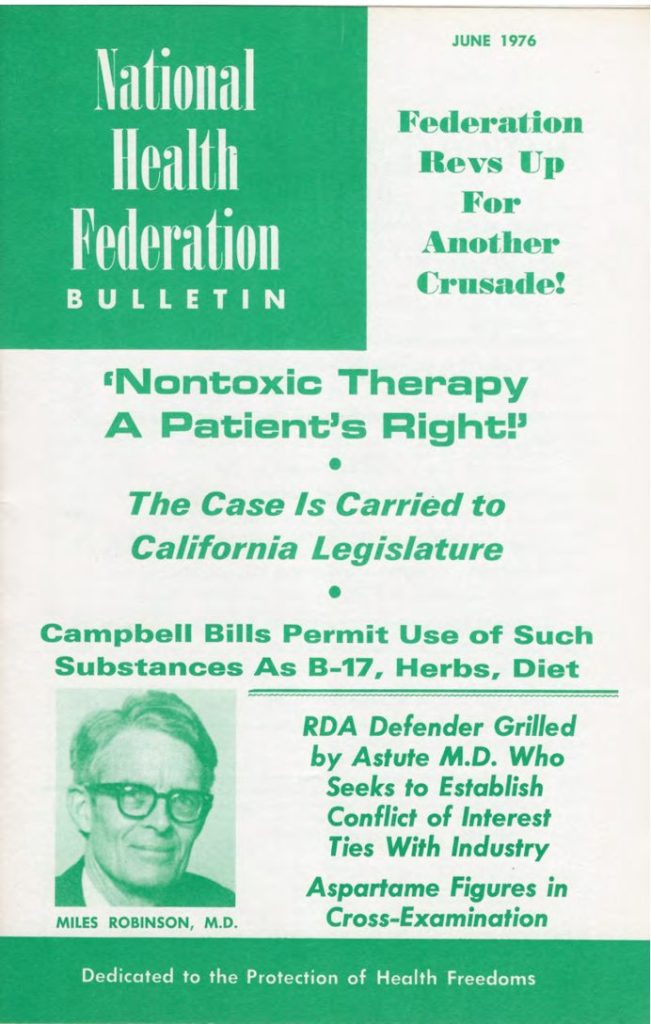 National
Health
Federation
BULLETIN
JUNE 1976
Federation
Revs Up
For
Another
Crusade!
‘Nontoxic Therapy
A Patient’s Right!’
•
The Case Is Carried to
California Legislature
•
Campbell Bills Permit Use of Such
Substances As B-17, Herbs, Diet
RDA Defender Grilled
by Astute M.D. Who
Seeks to Establish
Conflict of Interest
Ties With Industry
Aspartame Figures in
Cross-Examination
MILES ROBINSON, M.D.
Dedicated to the Protection of Health Freedoms